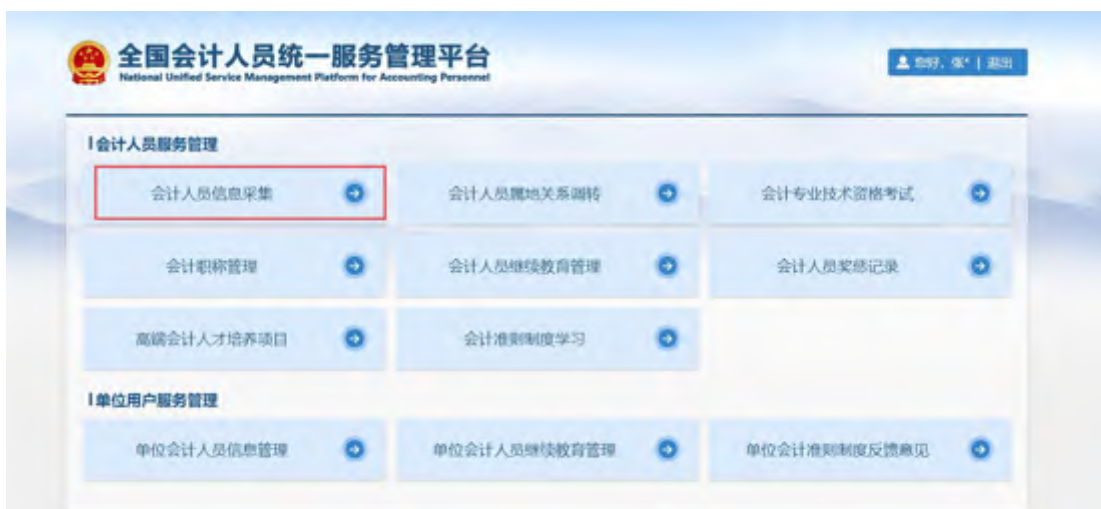 全国会计人员统一服务管理平台
National Unified Service Management Platform for Accounting Personnel
您好，张* | 退出
会计人员服务管理
会计人员信息采集
会计人员属地关系调转
会计专业技术资格考试
会计职称管理
会计人员继续教育管理
会计人员奖惩记录
高端会计人才培养项目
会计准则制度学习
单位用户服务管理
单位会计人员信息管理
单位会计人员继续教育管理
单位会计准则制度反馈意见